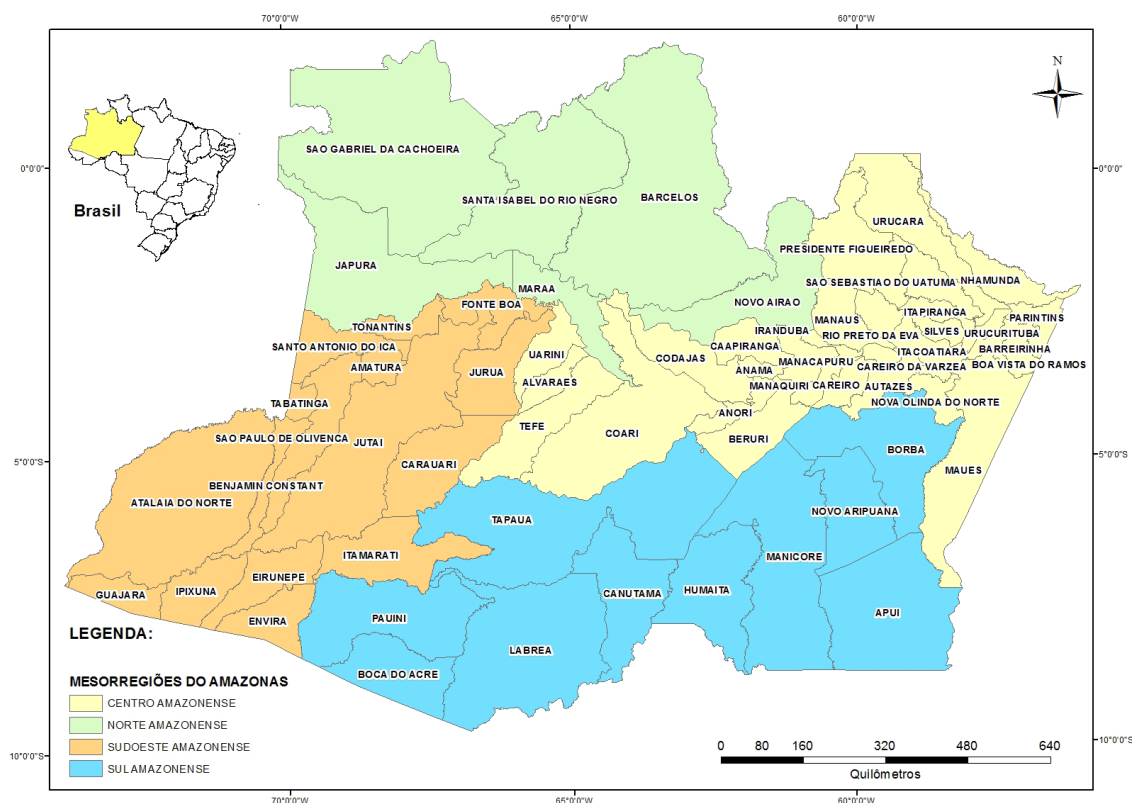 70°0'0"W
65°0'0"W
60°0'0"W
N
0°0'0"
0°0'0"
Brasil
SAO GABRIEL DA CACHOEIRA
SANTA ISABEL DO RIO NEGRO
BARCELOS
URUCARA
PRESIDENTE FIGUEIREDO
JAPURA
MARAA
SAO SEBASTIAO DO UATUMA
NHAMUNDA
FONTE BOA
NOVO AIRAO
TONANTINS
MANAUS
ITAPIRANGA
PARINTINS
IRANDUBA
RIO PRETO DA EVA
SILVES
URUCURITUBA
SANTO ANTONIO DO ICA
UARINI
CODAJAS
CAAPIRANGA
ITACOATIARA
BARREIRINHA
AMATURA
JURUA
ALVARAES
ANAMA
MANACAPURU
CAREIRO DA VARZEA
BOA VISTA DO RAMOS
MANAQUIRI
CAREIRO
AUTAZES
TABATINGA
ANORI
NOVA OLINDA DO NORTE
SAO PAULO DE OLIVENCA
JUTAI
TEFE
COARI
BERURI
BORBA
5°0'0"S
5°0'0"S
CARAUARI
MAUES
BENJAMIN CONSTANT
ATALAIA DO NORTE
TAPAUA
NOVO ARIPUANA
ITAMARATI
MANICORE
EIRUNEPE
GUAJARA
IPIXUNA
CANUTAMA
HUMAITA
ENVIRA
PAUINI
APUI
LABREA
BOCA DO ACRE
LEGENDA:
MESORREGIÕES DO AMAZONAS
CENTRO AMAZONENSE
NORTE AMAZONENSE
SUDOESTE AMAZONENSE
SUL AMAZONENSE
0 80 160 320 480 640
Quilômetros
10°0'0"S
10°0'0"S
70°0'0"W
65°0'0"W
60°0'0"W